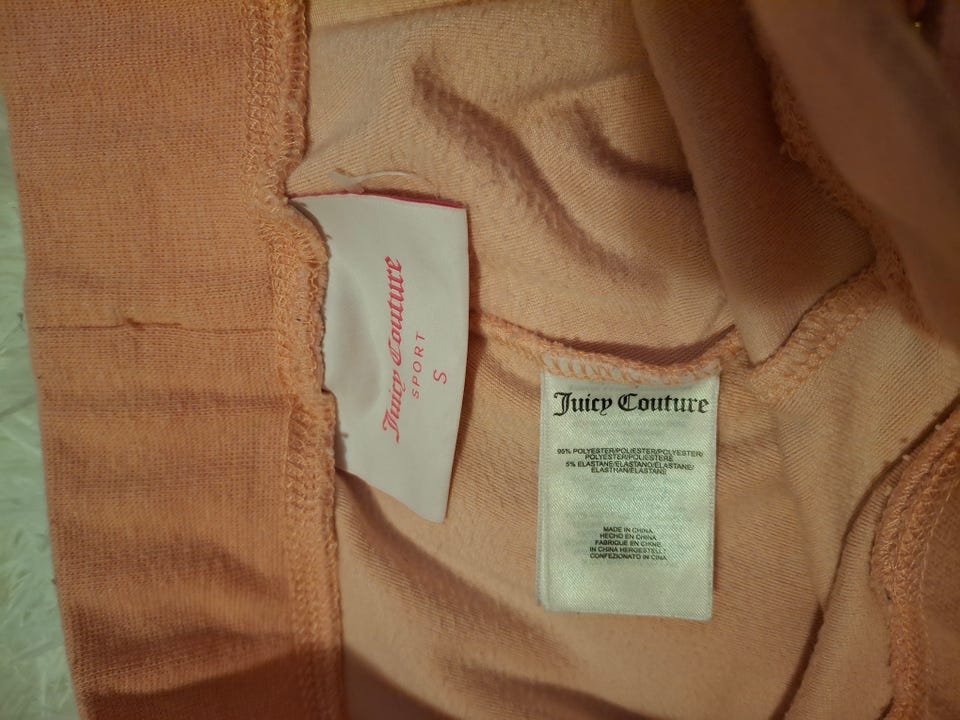 Juicy Couture
SPORT
S
Juicy Couture
95% POLYESTER/POLIESTER/POLYESTER/
POLYESTER/POLIESTERE
5% ELASTANE/ELASTANO/ELASTANE/
ELASTHAN/ELASTANE
MADE IN CHINA
HECHO EN CHINA
FABRIQUE EN CHINE
IN CHINA HERGESTELLT
CONFEZIONATO IN CINA